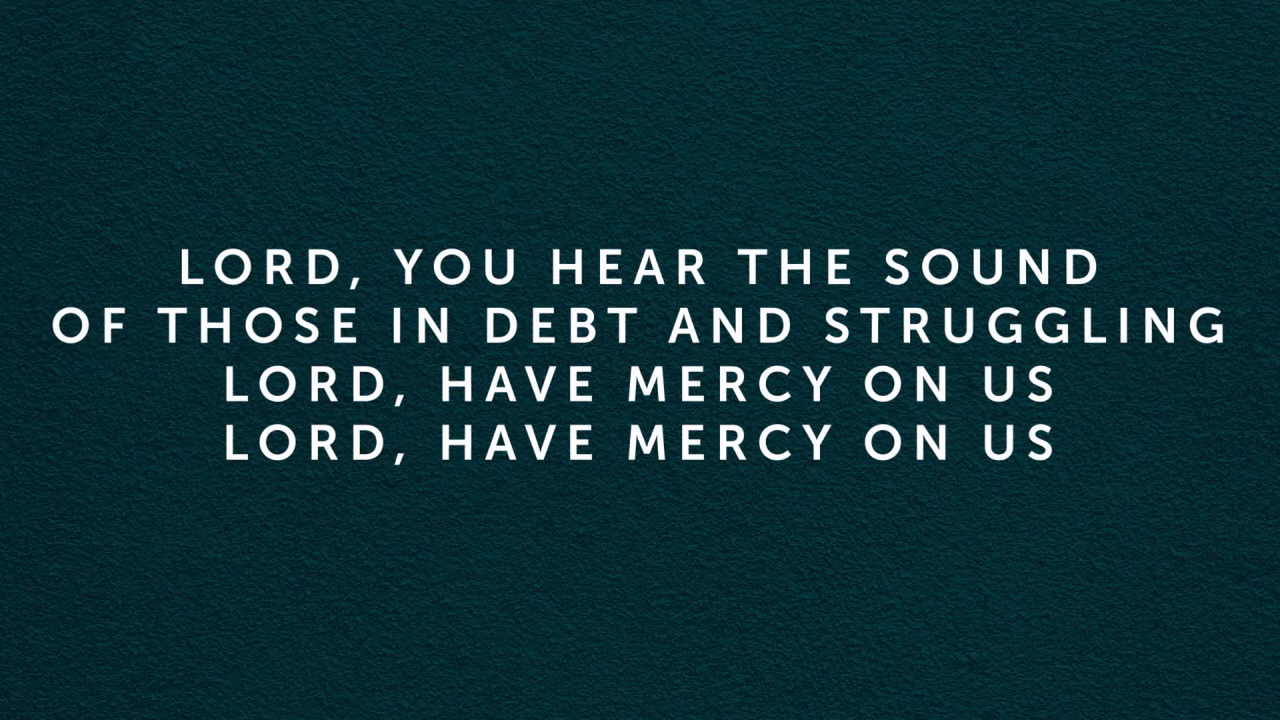 LORD, YOU HEAR THE SOUND
OF THOSE IN DEBT AND STRUGGLING
LORD, HAVE MERCY ON US
LORD, HAVE MERCY ON US